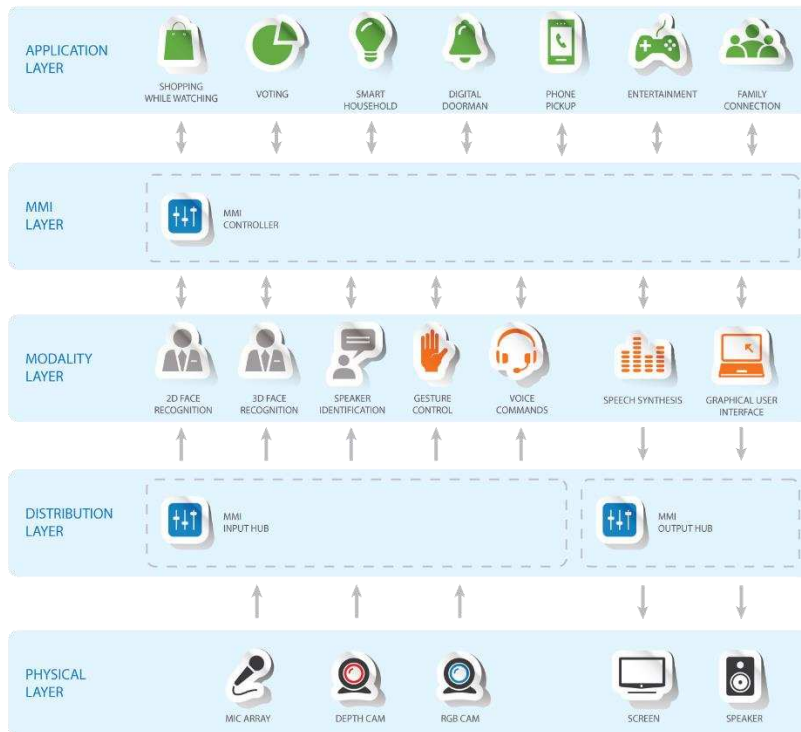 APPLICATION
LAYER
SHOPPING
WHILE WATCHING
VOTING
SMART
HOUSEHOLD
DIGITAL
DOORMAN
PHONE
PICKUP
ENTERTAINMENT
FAMILY
CONNECTION
MMI
LAYER
MMI
CONTROLLER
MODALITY
LAYER
2D FACE
RECOGNITION
3D FACE
RECOGNITION
SPEAKER
IDENTIFICATION
GESTURE
CONTROL
VOICE
COMMANDS
SPEECH SYNTHESIS
GRAPHICAL USER
INTERFACE
DISTRIBUTION
LAYER
MMI
INPUT HUB
MMI
OUTPUT HUB
PHYSICAL
LAYER
MIC ARRAY
DEPTH CAM
RGB CAM
SCREEN
SPEAKER